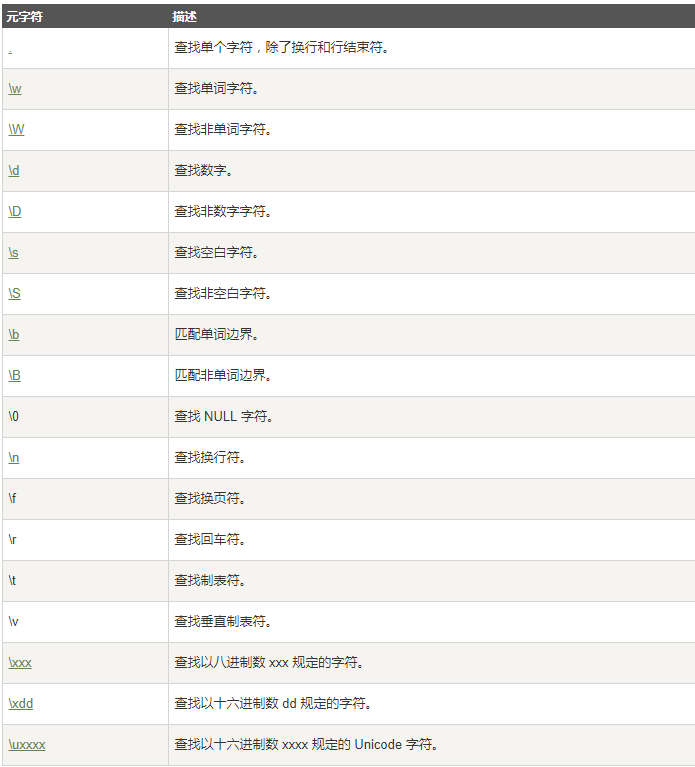 元字符 描述
. 查找单个字符，除了换行和行结束符。
\w 查找单词字符。
\W 查找非单词字符。
\d 查找数字。
\D 查找非数字字符。
\s 查找空白字符。
\S 查找非空白字符。
\b 匹配单词边界。
\B 匹配非单词边界。
\0 查找 NULL 字符。
\n 查找换行符。
\f 查找换页符。
\r 查找回车符。
\t 查找制表符。
\v 查找垂直制表符。
\xxx 查找以八进制数 xxx 规定的字符。
\xdd 查找以十六进制数 dd 规定的字符。
\uxxxx 查找以十六进制数 xxxx 规定的 Unicode 字符。